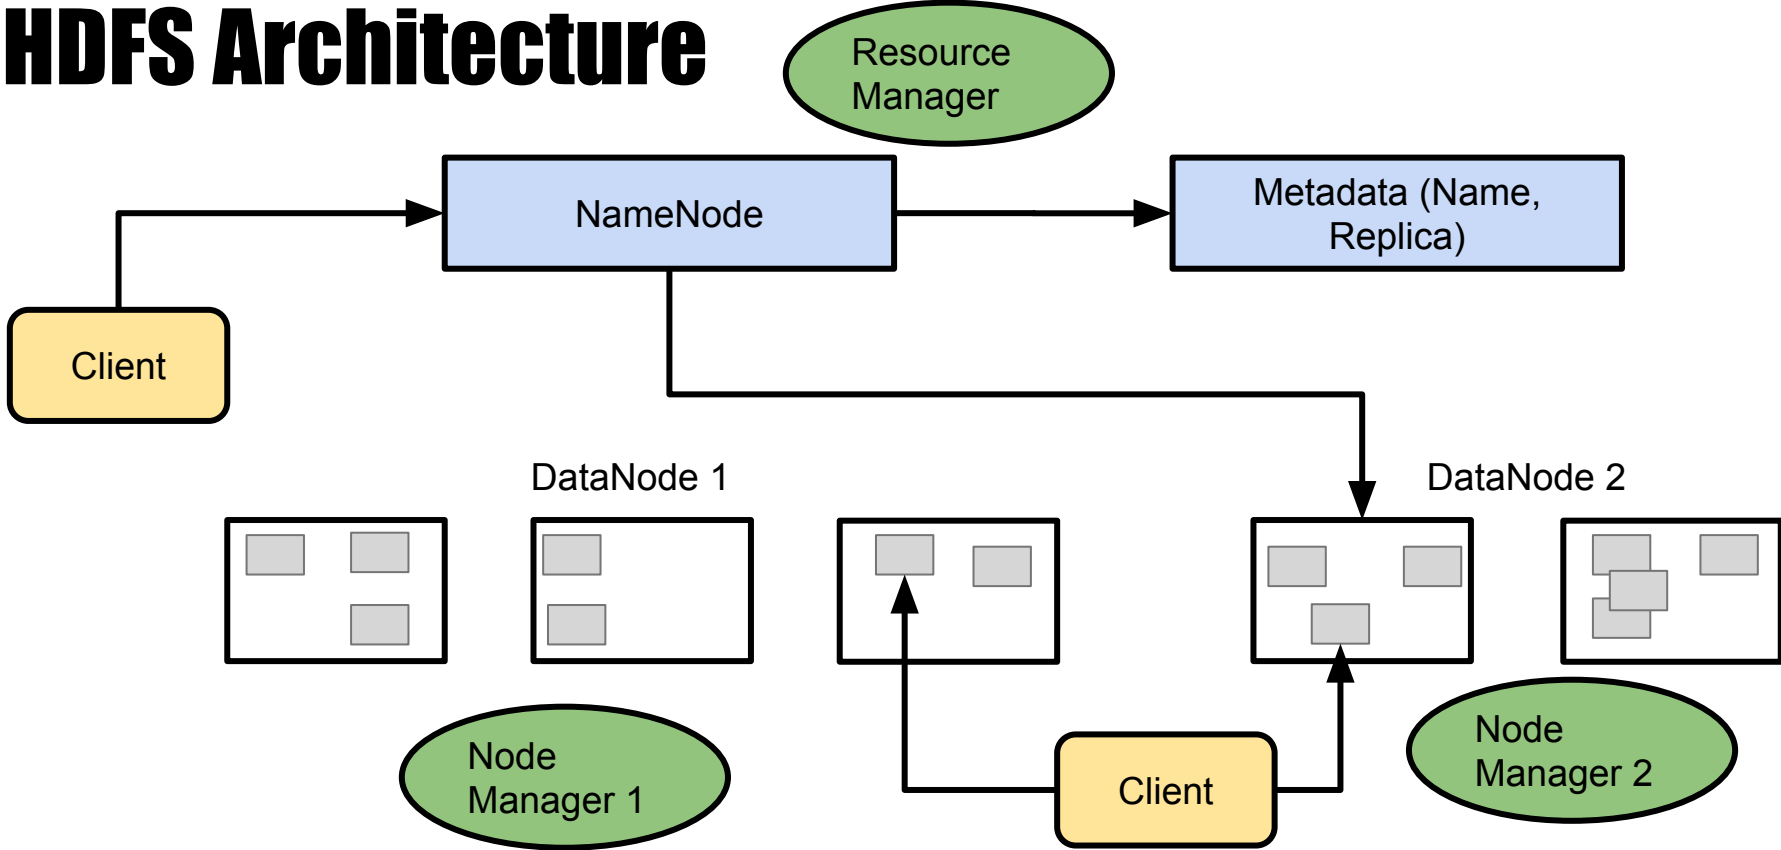 HDFS Architecture
Resource
Manager
NameNode
Metadata (Name,
Replica)
Client
DataNode 1
DataNode 2
Node
Manager 1
Client
Node
Manager 2